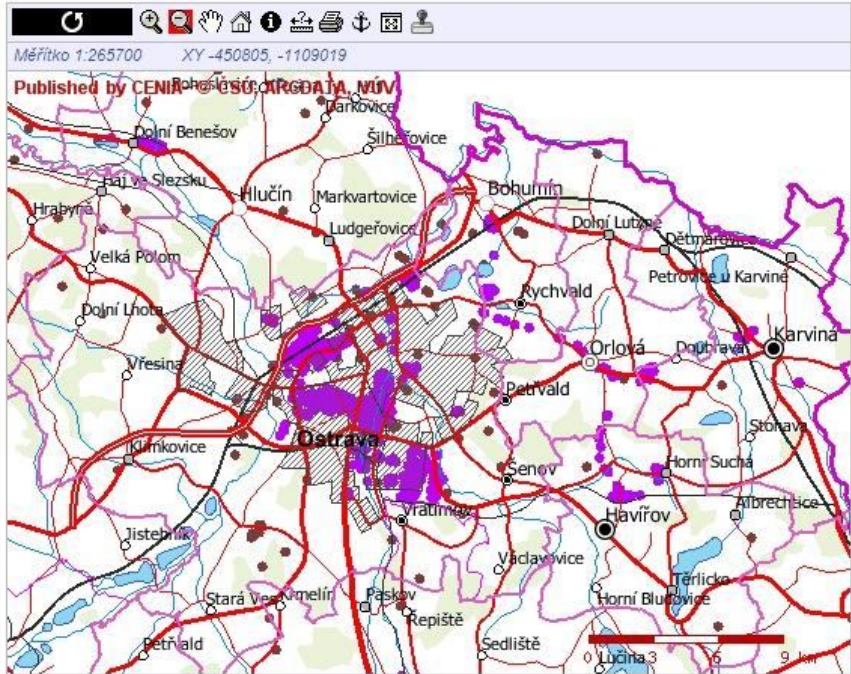 Měřítko 1:265700 XY -450805, -1109019
Published by CENIA © ČSÚ, ARCDATA, VÚV
Darkovice
Dolní Benešov
Šilheřovice
Háj ve Slezsku
Hlučín
Markvartovice
Bohumín
Hrabyně
Ludgeřovice
Dolní Lutyně
Dětmarovice
Velká Polom
Petrovice u Karviné
Rychvald
Dolní Lhota
Karviná
Orlová
Doubrava
Vřesina
Petřvald
Ostrava
Stonava
Klimkovice
Horní Suchá
Šenov
Albrechtice
Vratimov
Havířov
Jistebník
Václavovice
Těrlicko
Stará Ves
Paskov
Horní Bludovice
Řepiště
Petřvald
Sedliště
Lučina
0 3 6 9 km